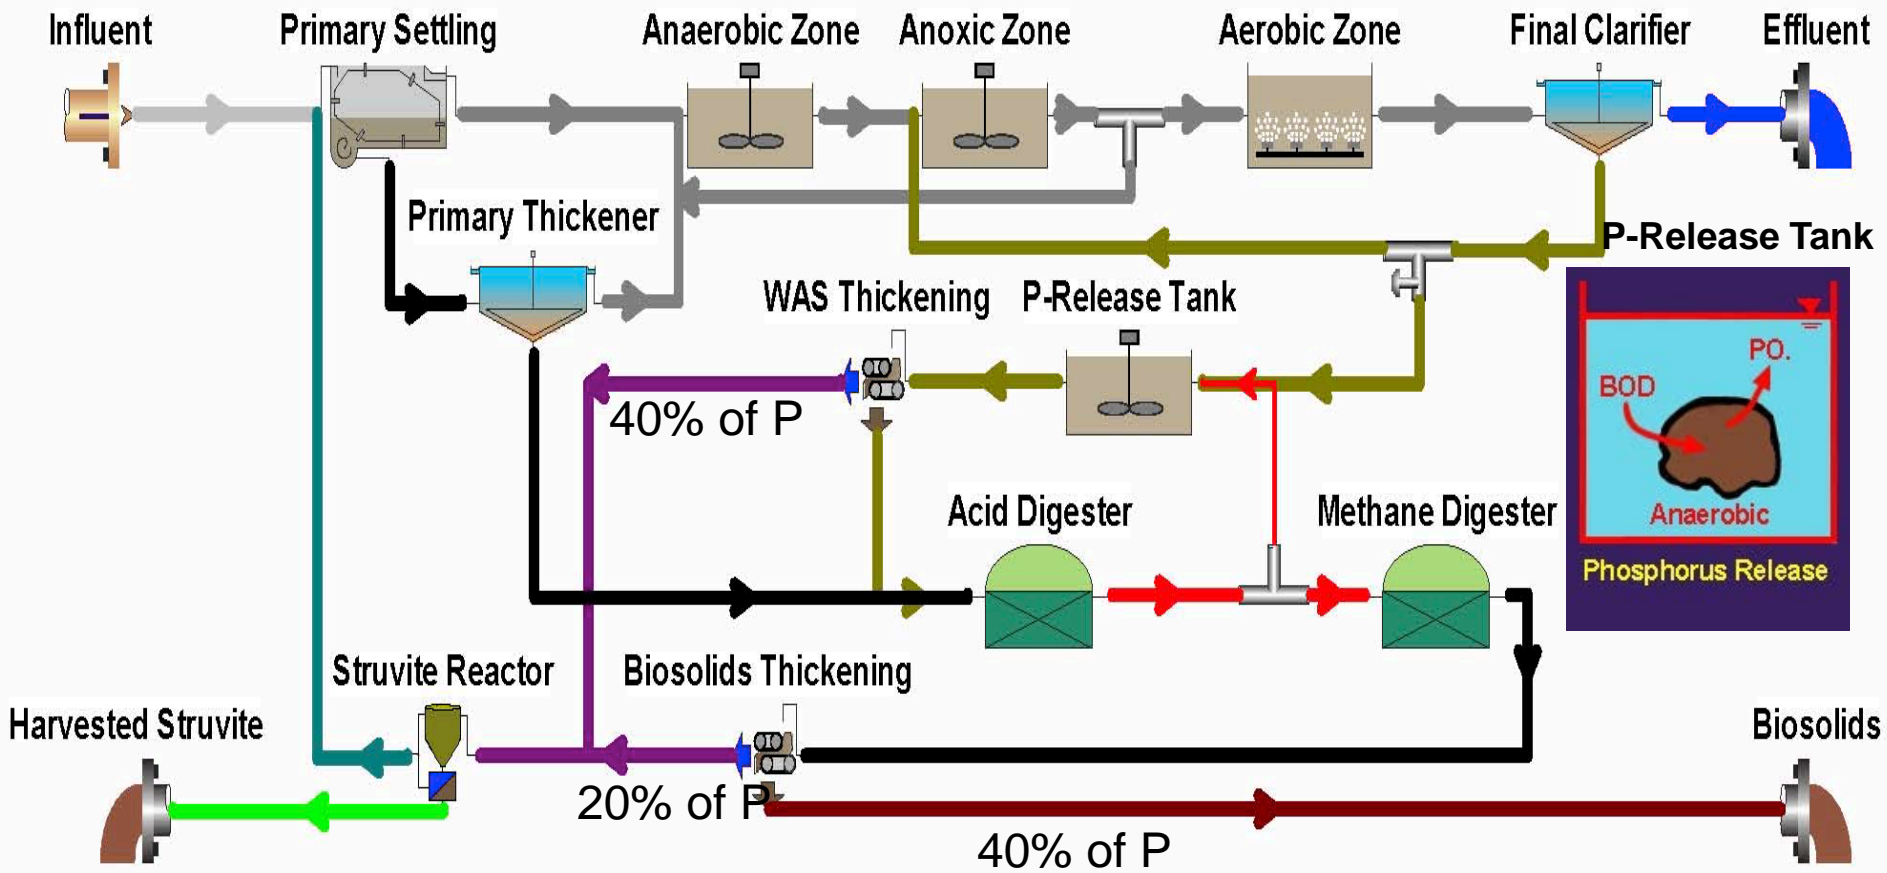 Influent
Primary Settling
Anaerobic Zone
Anoxic Zone
Aerobic Zone
Final Clarifier
Effluent
Primary Thickener
P-Release Tank
WAS Thickening
P-Release Tank
PO.
BOD
40% of P
Anaerobic
Acid Digester
Methane Digester
Phosphorus Release
Struvite Reactor
Biosolids Thickening
Harvested Struvite
Biosolids
20% of P
40% of P